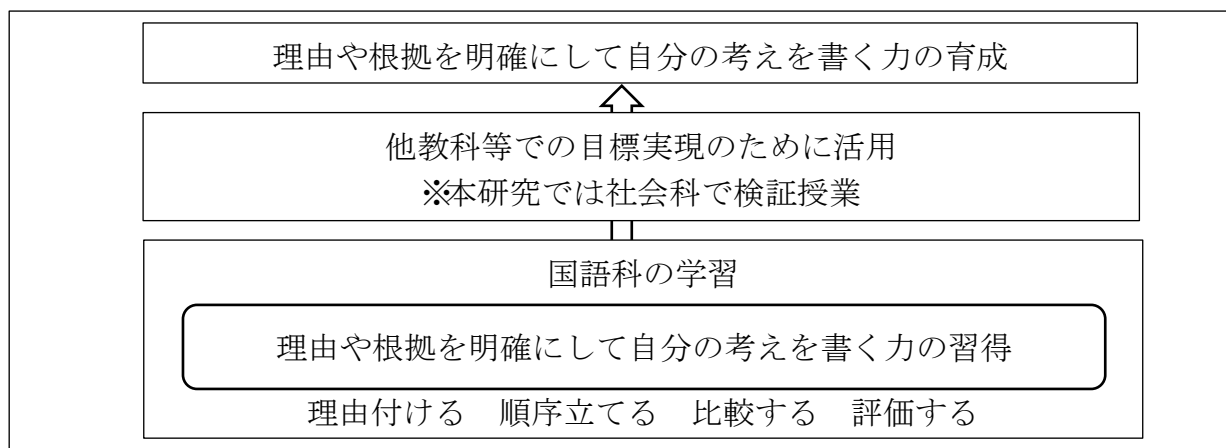 理由や根拠を明確にして自分の考えを書く力の育成
他教科等での目標実現のために活用
※本研究では社会科で検証授業
国語科の学習
理由や根拠を明確にして自分の考えを書く力の習得
理由付ける　順序立てる　比較する　評価する